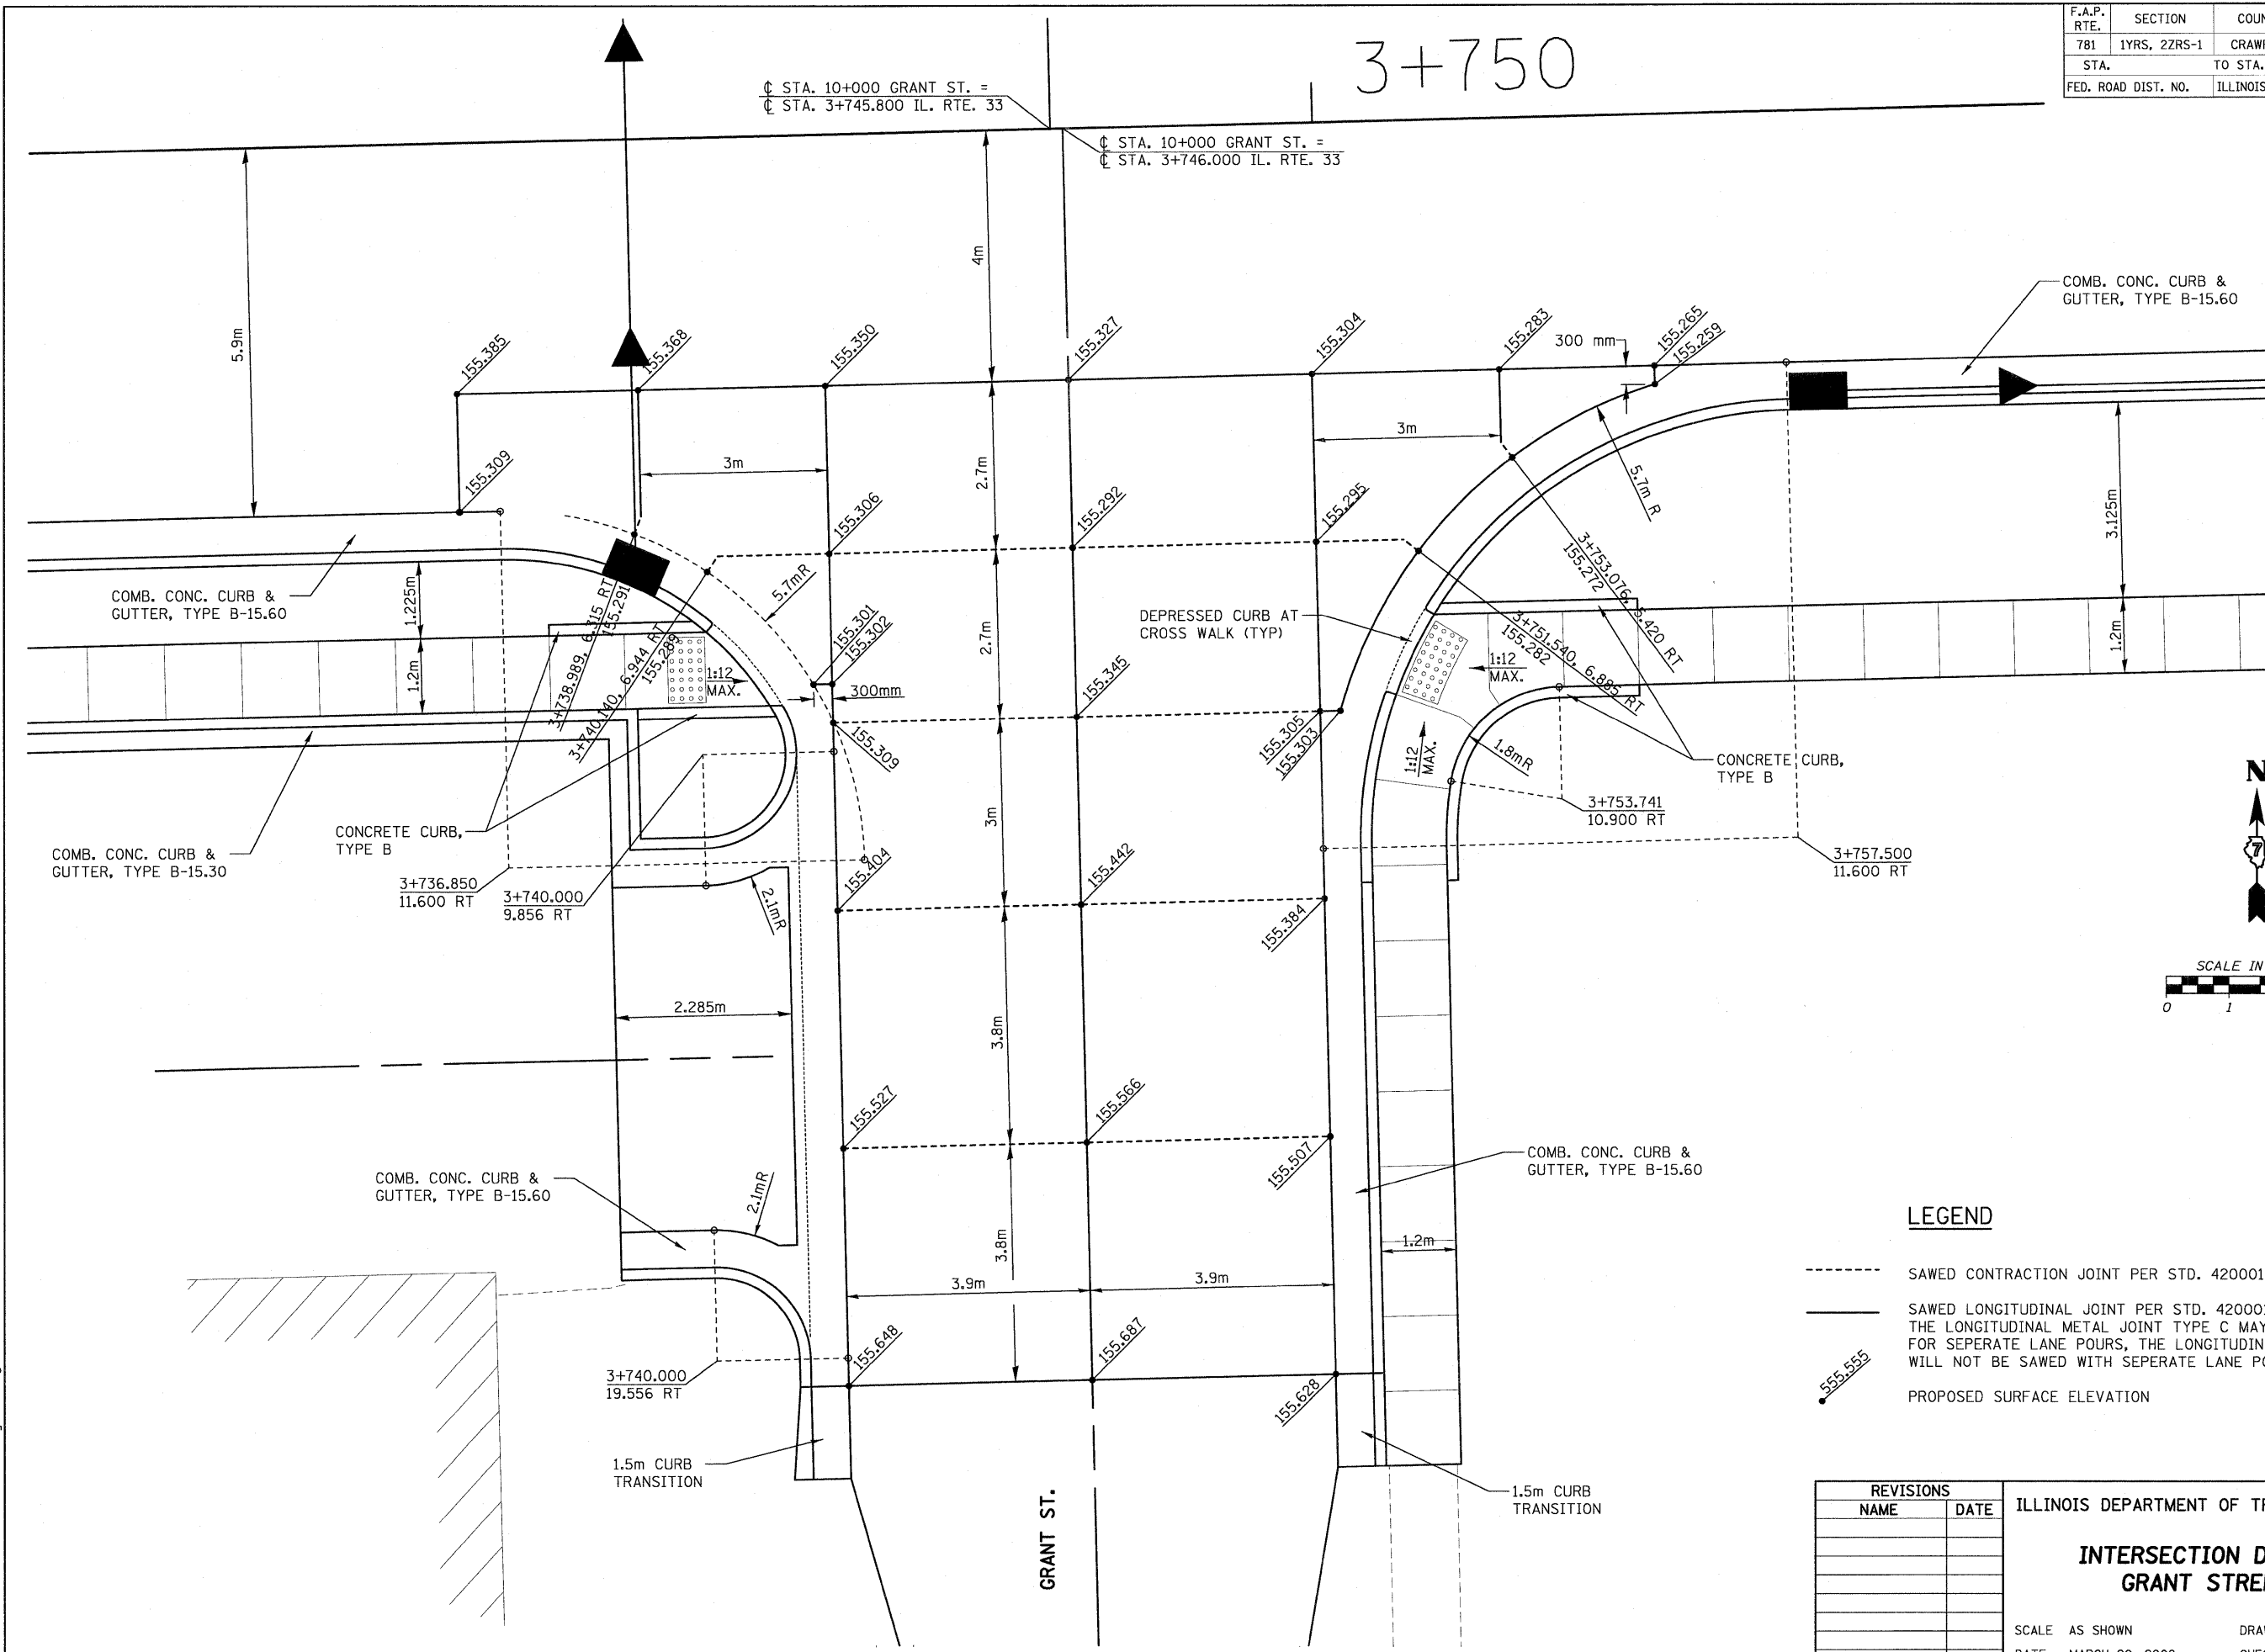 F.A.P. RTE. SECTION COUN
781 1YRS, 2ZRS-1 CRAWF
STA. TO STA.
FED. ROAD DIST. NO. ILLINOIS
3+750
℄ STA. 10+000 GRANT ST. =
℄ STA. 3+745.800 IL. RTE. 33
℄ STA. 10+000 GRANT ST. =
℄ STA. 3+746.000 IL. RTE. 33
4m
5.9m
COMB. CONC. CURB &
GUTTER, TYPE B-15.60
155.385
155.368
155.350
155.327
155.304
155.283
300 mm
155.265
155.259
3m
3m
2.7m
5.7m R
3.125m
155.309
155.306
155.292
155.295
COMB. CONC. CURB &
GUTTER, TYPE B-15.60
1.225m
1.2m
3+738.989, 6.315 RT
155.291
3+740.140, 6.944 RT
155.289
5.7mR
155.301
155.302
300mm
1:12
MAX.
2.7m
155.345
DEPRESSED CURB AT
CROSS WALK (TYP)
3+753.076, 5.420 RT
155.272
3+751.540, 6.885 RT
155.282
1:12
MAX.
1.2m
155.309
155.305
155.303
1:12
MAX.
1.8mR
CONCRETE CURB,
TYPE B
3+753.741
10.900 RT
3+757.500
11.600 RT
N
7
CONCRETE CURB,
TYPE B
COMB. CONC. CURB &
GUTTER, TYPE B-15.30
3+736.850
11.600 RT
3+740.000
9.856 RT
2.1mR
3m
155.404
155.442
155.384
SCALE IN
0 1
2.285m
3.8m
155.527
155.566
155.507
COMB. CONC. CURB &
GUTTER, TYPE B-15.60
COMB. CONC. CURB &
GUTTER, TYPE B-15.60
2.1mR
3.8m
1.2m
3.9m
3.9m
3+740.000
19.556 RT
155.648
155.687
155.628
1.5m CURB
TRANSITION
1.5m CURB
TRANSITION
GRANT ST.
LEGEND
SAWED CONTRACTION JOINT PER STD. 420001
SAWED LONGITUDINAL JOINT PER STD. 420001
THE LONGITUDINAL METAL JOINT TYPE C MAY
FOR SEPERATE LANE POURS, THE LONGITUDIN
WILL NOT BE SAWED WITH SEPERATE LANE PO
555.555
PROPOSED SURFACE ELEVATION
REVISIONS
NAME DATE
ILLINOIS DEPARTMENT OF TR
INTERSECTION D
GRANT STREE
SCALE AS SHOWN DRA